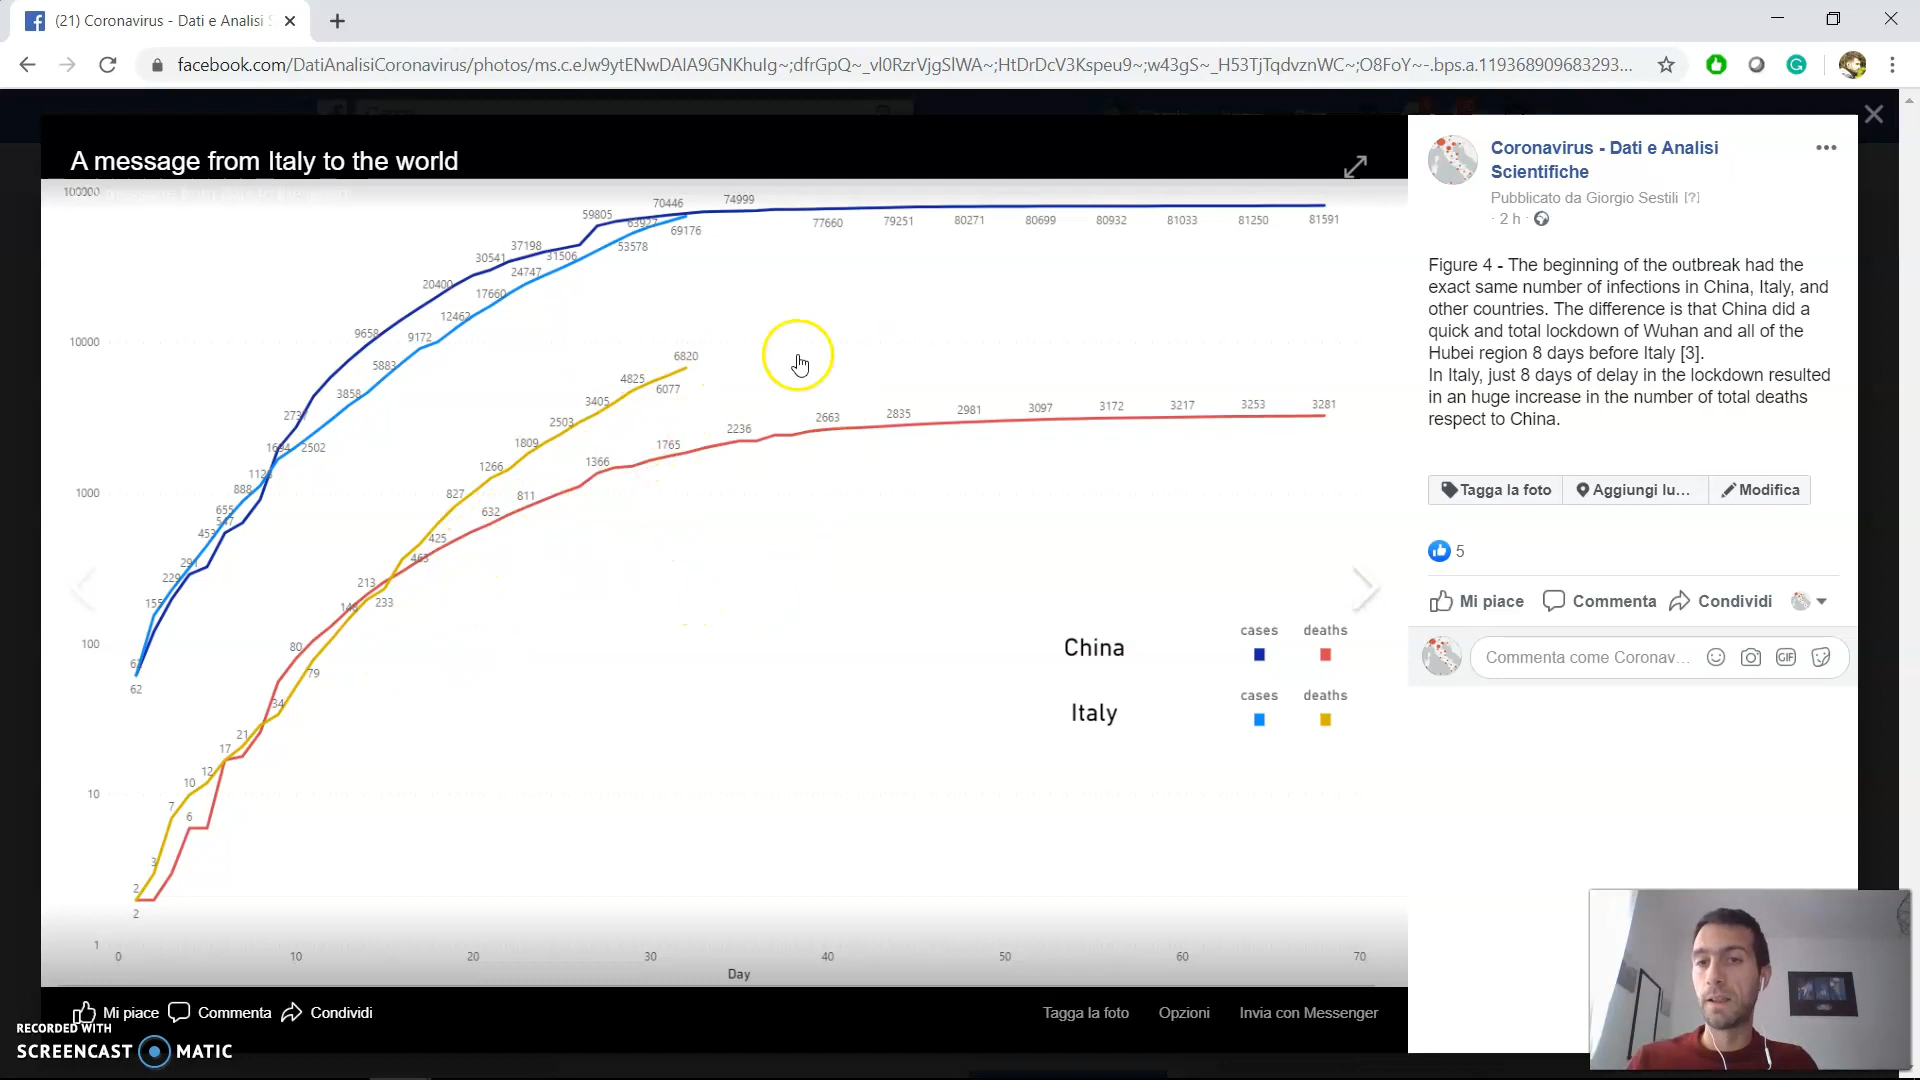 (21) Coronavirus - Dati e Analisi S
facebook.com/DatiAnalisiCoronavirus/photos/ms.c.eJw9ytENwDAIA9GNKhuIg~;dfrGpQ~_vl0RzrVjgSlWA~;HtDrDcV3Kspeu9~;w43gS~_H53TjTqdvznWC~;O8FoY~-.bps.a.119368909683293...
A message from Italy to the world
100000
10000
1000
100
10
1
0 10 20 30 40 50 60 70
Day
59805 70446 74999
63927 69176 77660 79251 80271 80699 80932 81033 81250 81591
53578
37198
30541 31506
24747
20400
17660
12462
9658 9172
5883
3858
2737
1694 2502
1128
888
655
547
453
291
229
155
62
62
6820
4825 6077
3405
2503
1809
1266
827
463
233
148
79
34
21
17
12
10
7
3
2
3281
3253
3217
3172
3097
2981
2835
2663
2236
1765
1366
811
632
425
213
80
6
2
cases deaths
China
cases deaths
Italy
Mi piace Commenta Condividi
Tagga la foto Opzioni Invia con Messenger
RECORDED WITH
SCREENCAST MATIC
Coronavirus - Dati e Analisi
Scientifiche
Pubblicato da Giorgio Sestili [?]
· 2 h ·
Figure 4 - The beginning of the outbreak had the
exact same number of infections in China, Italy, and
other countries. The difference is that China did a
quick and total lockdown of Wuhan and all of the
Hubei region 8 days before Italy [3].
In Italy, just 8 days of delay in the lockdown resulted
in an huge increase in the number of total deaths
respect to China.
Tagga la foto Aggiungi lu... Modifica
5
Mi piace Commenta Condividi
Commenta come Coronav...
GIF